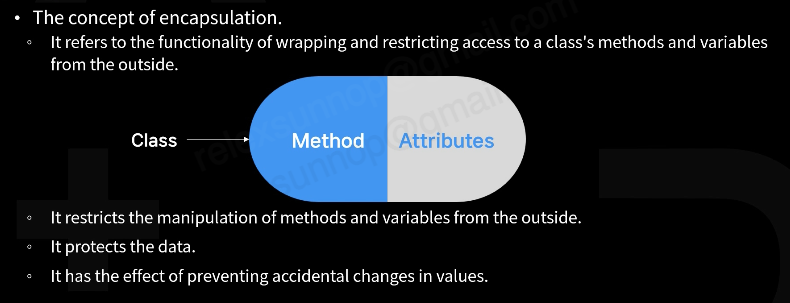 • The concept of encapsulation.
◦ It refers to the functionality of wrapping and restricting access to a class's methods and variables
from the outside.
Class
Method
Attributes
◦ It restricts the manipulation of methods and variables from the outside.
◦ It protects the data.
◦ It has the effect of preventing accidental changes in values.